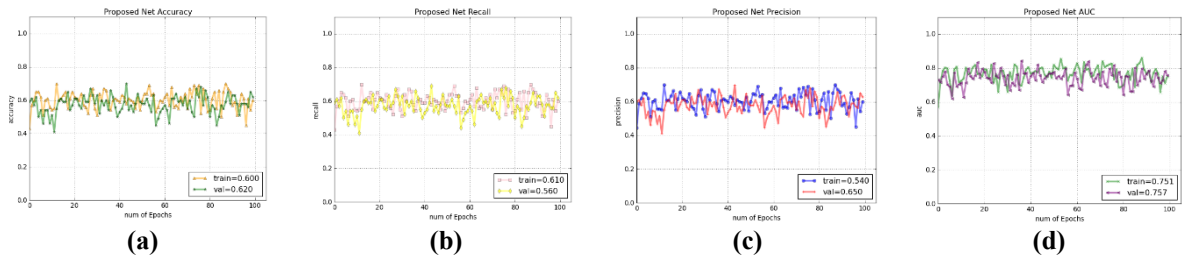 Proposed Net Accuracy
1.0
0.8
0.6
0.4
0.2
0.0
accuracy
0 20 40 60 80 100
num of Epochs
train=0.600
val=0.620
(a)
Proposed Net Recall
1.0
0.8
0.6
0.4
0.2
0.0
recall
0 20 40 60 80 100
num of Epochs
train=0.610
val=0.560
(b)
Proposed Net Precision
1.0
0.8
0.6
0.4
0.2
0.0
precision
0 20 40 60 80 100
num of Epochs
train=0.540
val=0.650
(c)
Proposed Net AUC
1.0
0.8
0.6
0.4
0.2
0.0
auc
0 20 40 60 80 100
num of Epochs
train=0.751
val=0.757
(d)